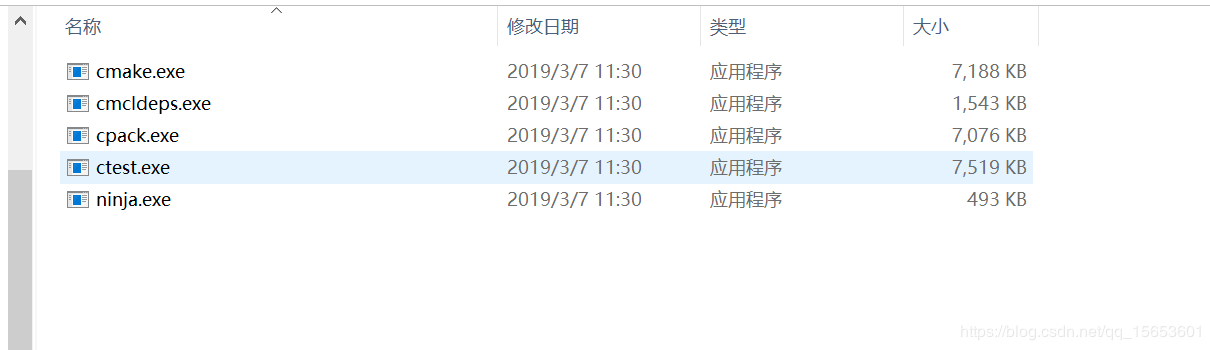 名称 修改日期 类型 大小
cmake.exe 2019/3/7 11:30 应用程序 7,188 KB
cmcldeps.exe 2019/3/7 11:30 应用程序 1,543 KB
cpack.exe 2019/3/7 11:30 应用程序 7,076 KB
ctest.exe 2019/3/7 11:30 应用程序 7,519 KB
ninja.exe 2019/3/7 11:30 应用程序 493 KB
https://blog.csdn.net/qq_15653601